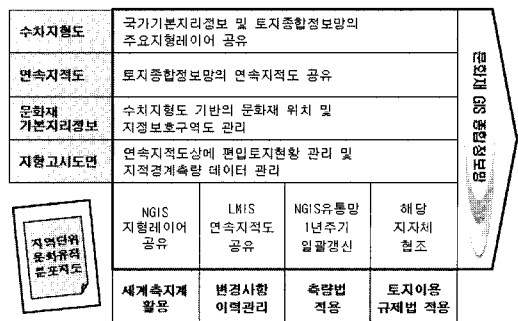 수치지형도
국가기본지리정보 및 토지종합정보망의
주요지형레이어 공유
연속지적도
토지종합정보망의 연속지적도 공유
문화재
기본지리정보
수치지형도 기반의 문화재 위치 및
지정보호구역도 관리
지형고시도면
연속지적도상에 편입토지현황 관리 및
지적경계측량 데이터 관리
문화재 GIS 종합정보망
지역단위
문화유적
분포지도
NGIS
지형레이어
공유
LMIS
연속지적도
공유
NGIS유통망
1년주기
일괄갱신
해당
지자체
협조
세계측지계
활용
변경사항
이력관리
측량법
적용
토지이용
규제법 적용